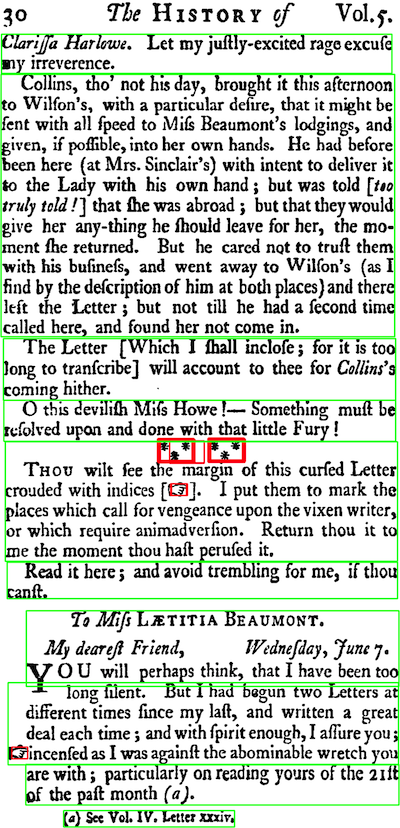 30 The HISTORY of Vol.5.
Clariſſa Harlowe. Let my juſtly-excited rage excuſe
my irreverence.
Collins, tho' not his day, brought it this afternoon
to Wilſon's, with a particular deſire, that it might be
ſent with all ſpeed to Miſs Beaumont's lodgings, and
given, if poſſible, into her own hands. He had before
been here (at Mrs. Sinclair's) with intent to deliver it
to the Lady with his own hand; but was told [too
truly told!] that ſhe was abroad; but that they would
give her any-thing he ſhould leave for her, the mo-
ment ſhe returned. But he cared not to truſt them
with his buſineſs, and went away to Wilſon's (as I
find by the deſcription of him at both places) and there
left the Letter; but not till he had a ſecond time
called here, and found her not come in.
The Letter [Which I ſhall incloſe; for it is too
long to tranſcribe] will account to thee for Collins's
coming hither.
O this deviliſh Miſs Howe!— Something muſt be
reſolved upon and done with that little Fury!
* * * * * *
THOU wilt ſee the margin of this curſed Letter
crouded with indices [☞]. I put them to mark the
places which call for vengeance upon the vixen writer,
or which require animadverſion. Return thou it to
me the moment thou haſt peruſed it.
Read it here; and avoid trembling for me, if thou
canſt.
To Miſs LÆTITIA BEAUMONT.
My deareſt Friend, Wedneſday, June 7.
YOU will perhaps think, that I have been too
long ſilent. But I had begun two Letters at
different times ſince my laſt, and written a great
deal each time; and with ſpirit enough, I aſſure you;
☞incenſed as I was againſt the abominable wretch you
are with; particularly on reading yours of the 21ſt
of the paſt month (a).
(a) See Vol. IV. Letter xxxiv.